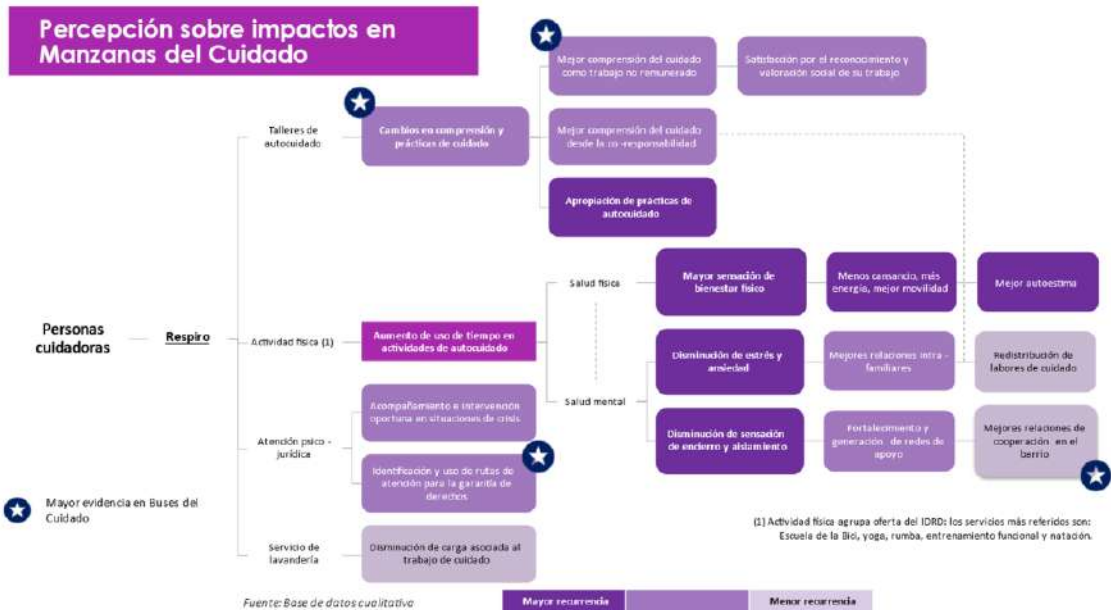 Percepción sobre impactos en
Manzanas del Cuidado
Mejor comprensión del cuidado
como trabajo no remunerado
Satisfacción por el reconocimiento y
valoración social de su trabajo
Talleres de
autocuidado
Cambios en comprensión y
prácticas de cuidado
Mejor comprensión del cuidado
desde la co -responsabilidad
Apropiación de prácticas de
autocuidado
Salud física
Mayor sensación de
bienestar físico
Menos cansancio, más
energía, mejor movilidad
Mejor autoestima
Personas
cuidadoras
Respiro
Actividad física (1)
Aumento de uso de tiempo en
actividades de autocuidado
Disminución de estrés y
ansiedad
Mejores relaciones intra -
familiares
Redistribución de
labores de cuidado
Salud mental
Disminución de sensación
de encierro y aislamiento
Fortalecimiento y
generación de redes de
apoyo
Mejores relaciones de
cooperación en el
barrio
Atención psico -
jurídica
Acompañamiento e intervención
oportuna en situaciones de crisis
Identificación y uso de rutas de
atención para la garantía de
derechos
Mayor evidencia en Buses del
Cuidado
Servicio de
lavandería
Disminución de carga asociada al
trabajo de cuidado
(1) Actividad física agrupa oferta del IDRD: los servicios más referidos son:
Escuela de la Bici, yoga, rumba, entrenamiento funcional y natación.
Fuente: Base de datos cualitativa
Mayor recurrencia
Menor recurrencia